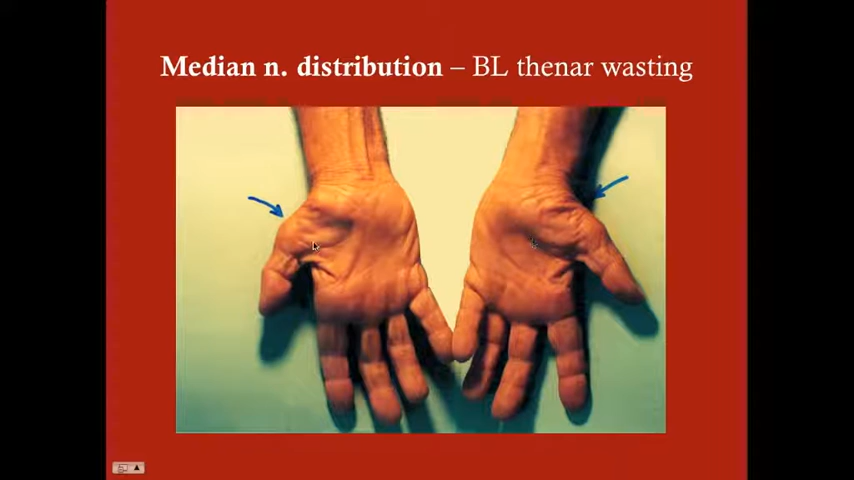 Median n. distribution – BL thenar wasting